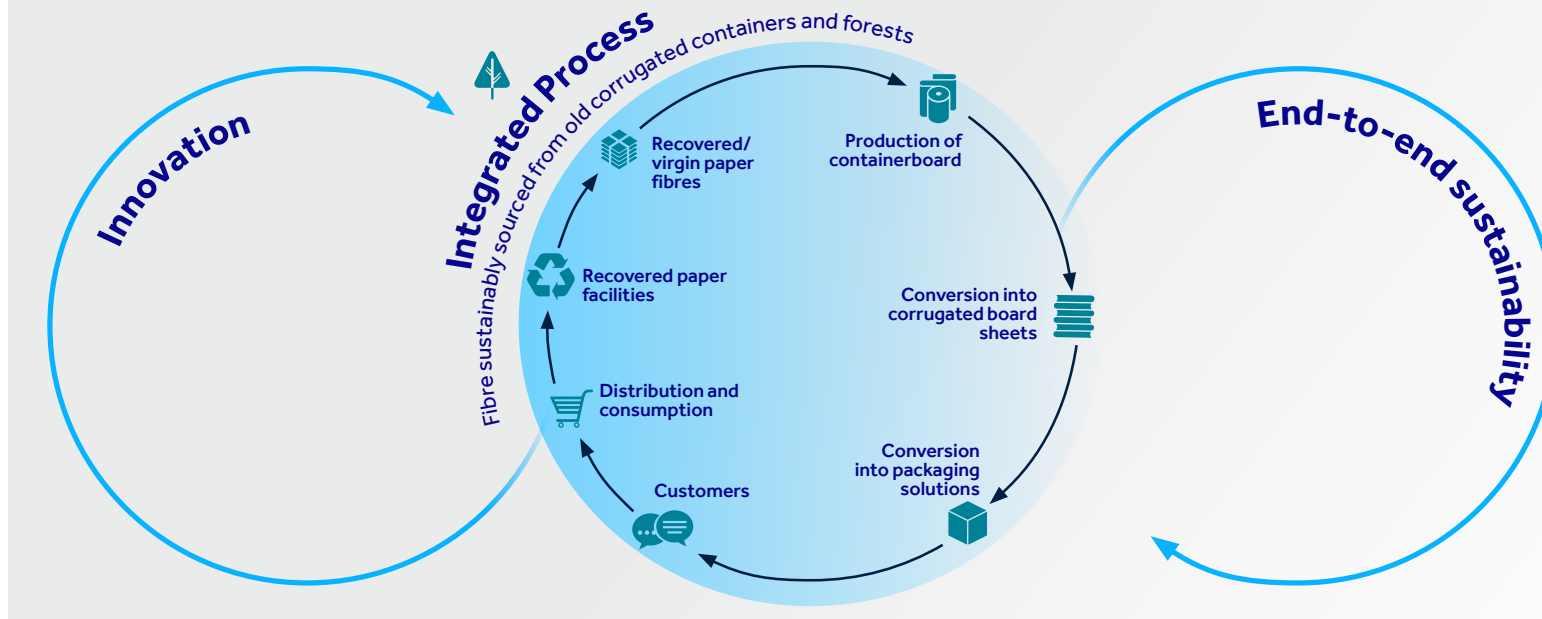 Innovation
Integrated Process
Fibre sustainably sourced from old corrugated containers and forests
Recovered/
virgin paper
fibres
Production of
containerboard
Recovered paper
facilities
Conversion into
corrugated board
sheets
Distribution and
consumption
Conversion
into packaging
solutions
Customers
End-to-end sustainability